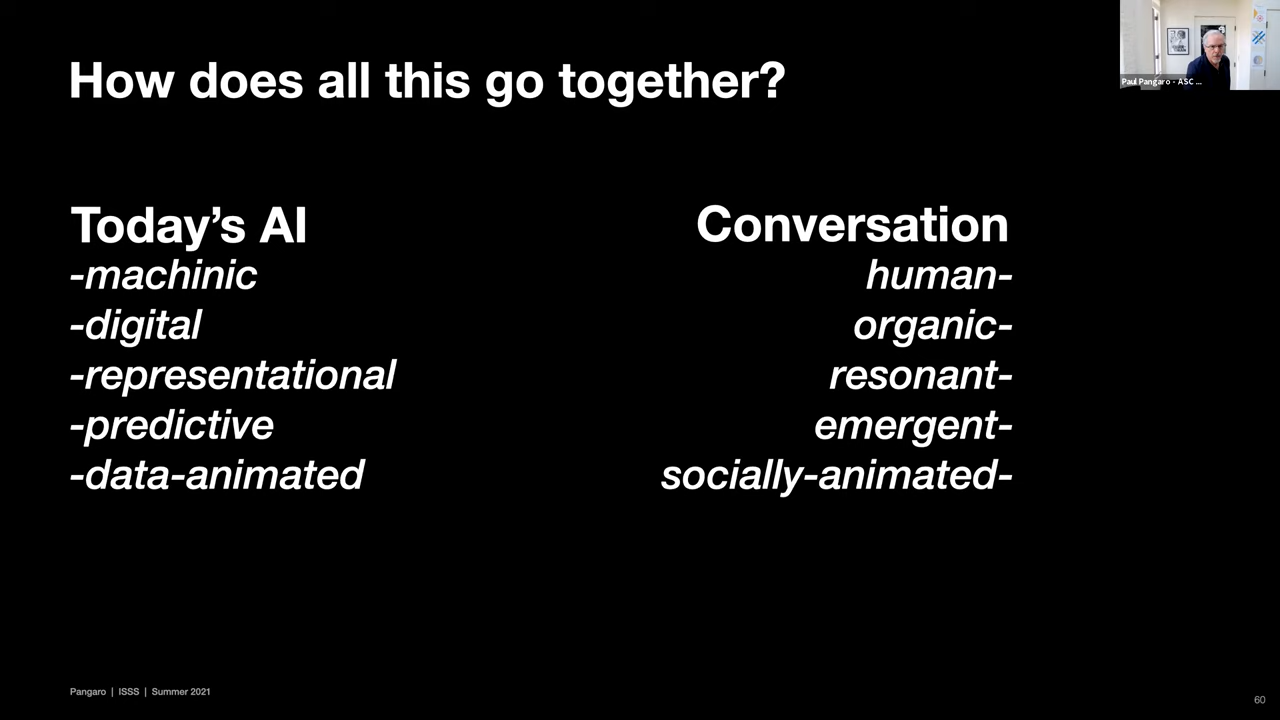 How does all this go together?
Paul Pangaro - ASC ...
Today's AI
-machinic
-digital
-representational
-predictive
-data-animated
Conversation
human-
organic-
resonant-
emergent-
socially-animated-
Pangaro | ISSS | Summer 2021
60